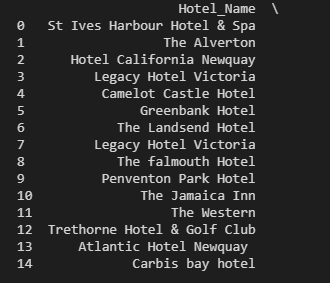 Hotel_Name \
0 St Ives Harbour Hotel & Spa
1 The Alverton
2 Hotel California Newquay
3 Legacy Hotel Victoria
4 Camelot Castle Hotel
5 Greenbank Hotel
6 The Landsend Hotel
7 Legacy Hotel Victoria
8 The falmouth Hotel
9 Penventon Park Hotel
10 The Jamaica Inn
11 The Western
12 Trethorne Hotel & Golf Club
13 Atlantic Hotel Newquay
14 Carbis bay hotel